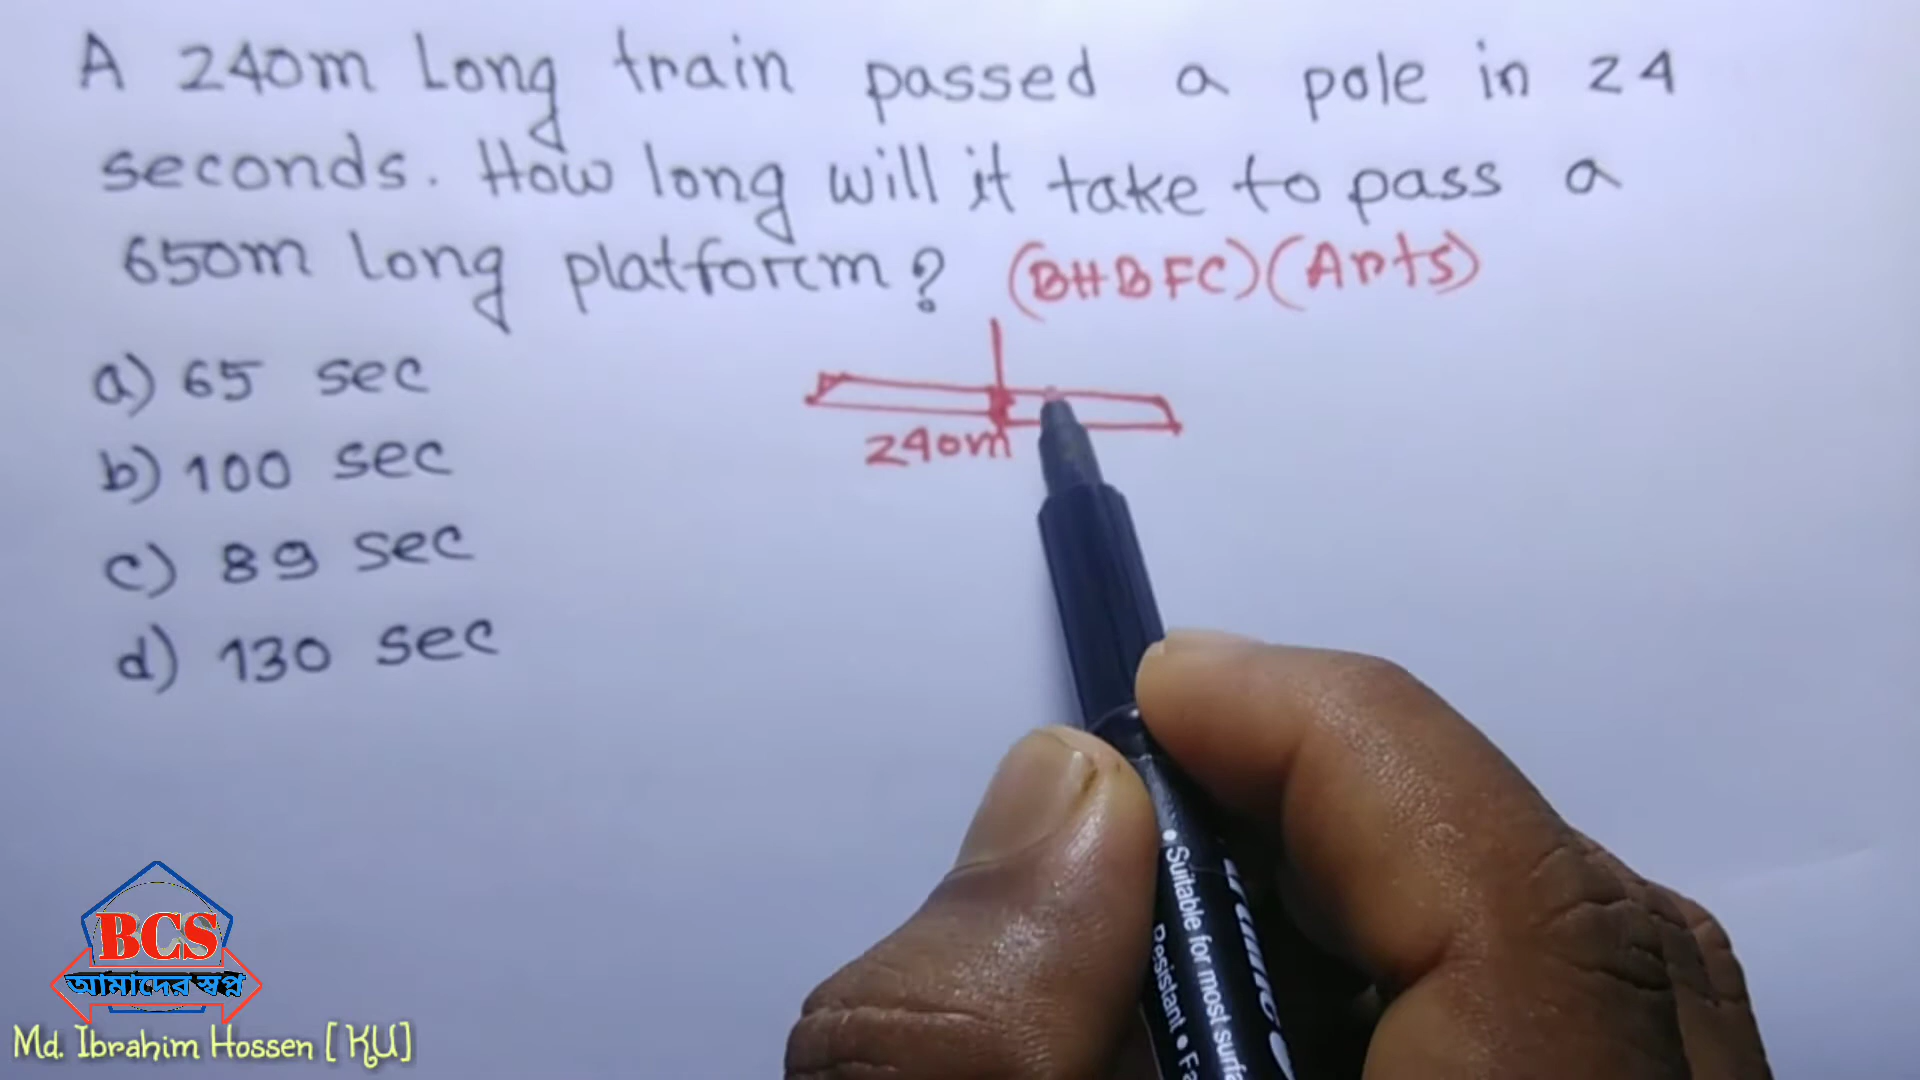 A 240m Long train passed a pole in 24
seconds. How long will it take to pass a
650m long platform? (BHBFC) (Arts)
a) 65 sec
b) 100 sec
c) 89 sec
d) 130 sec
240m
• Suitable for most surfa
Resistant • Fa
BCS
আমাদের স্বপ্ন
Md. Ibrahim Hossen [ KU]